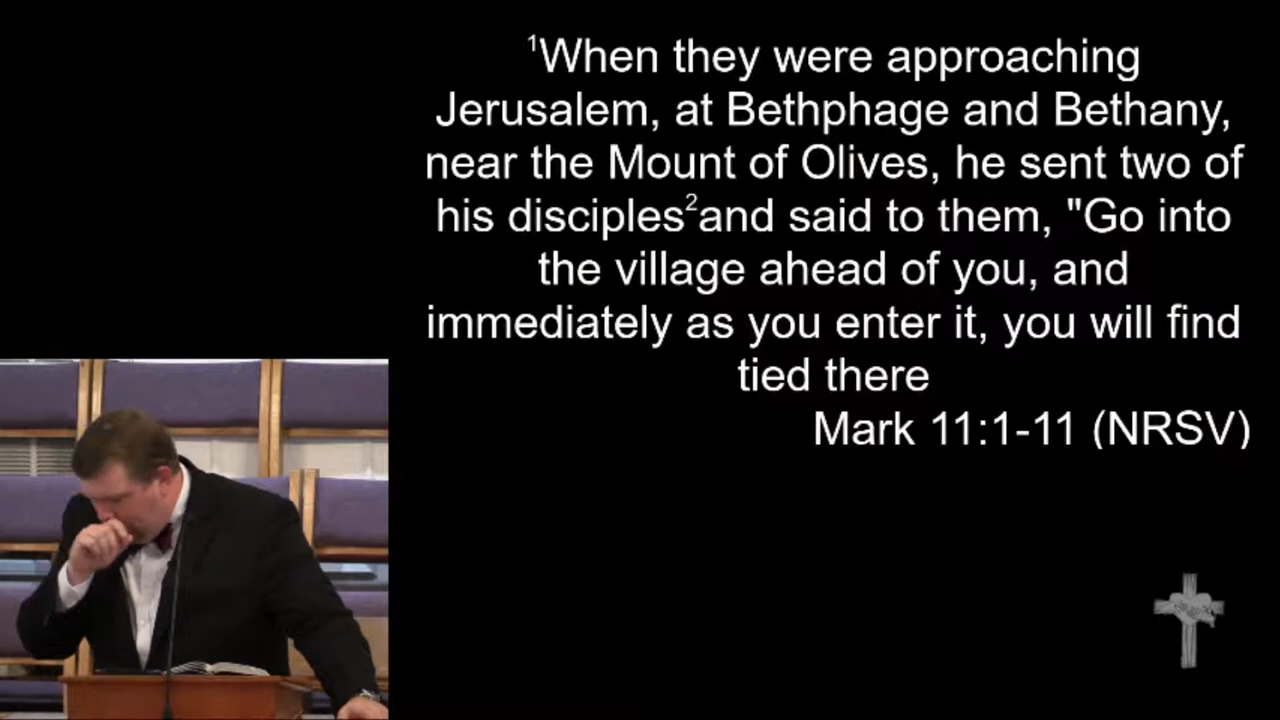 ¹When they were approaching
Jerusalem, at Bethphage and Bethany,
near the Mount of Olives, he sent two of
his disciples²and said to them, "Go into
the village ahead of you, and
immediately as you enter it, you will find
tied there
Mark 11:1-11 (NRSV)